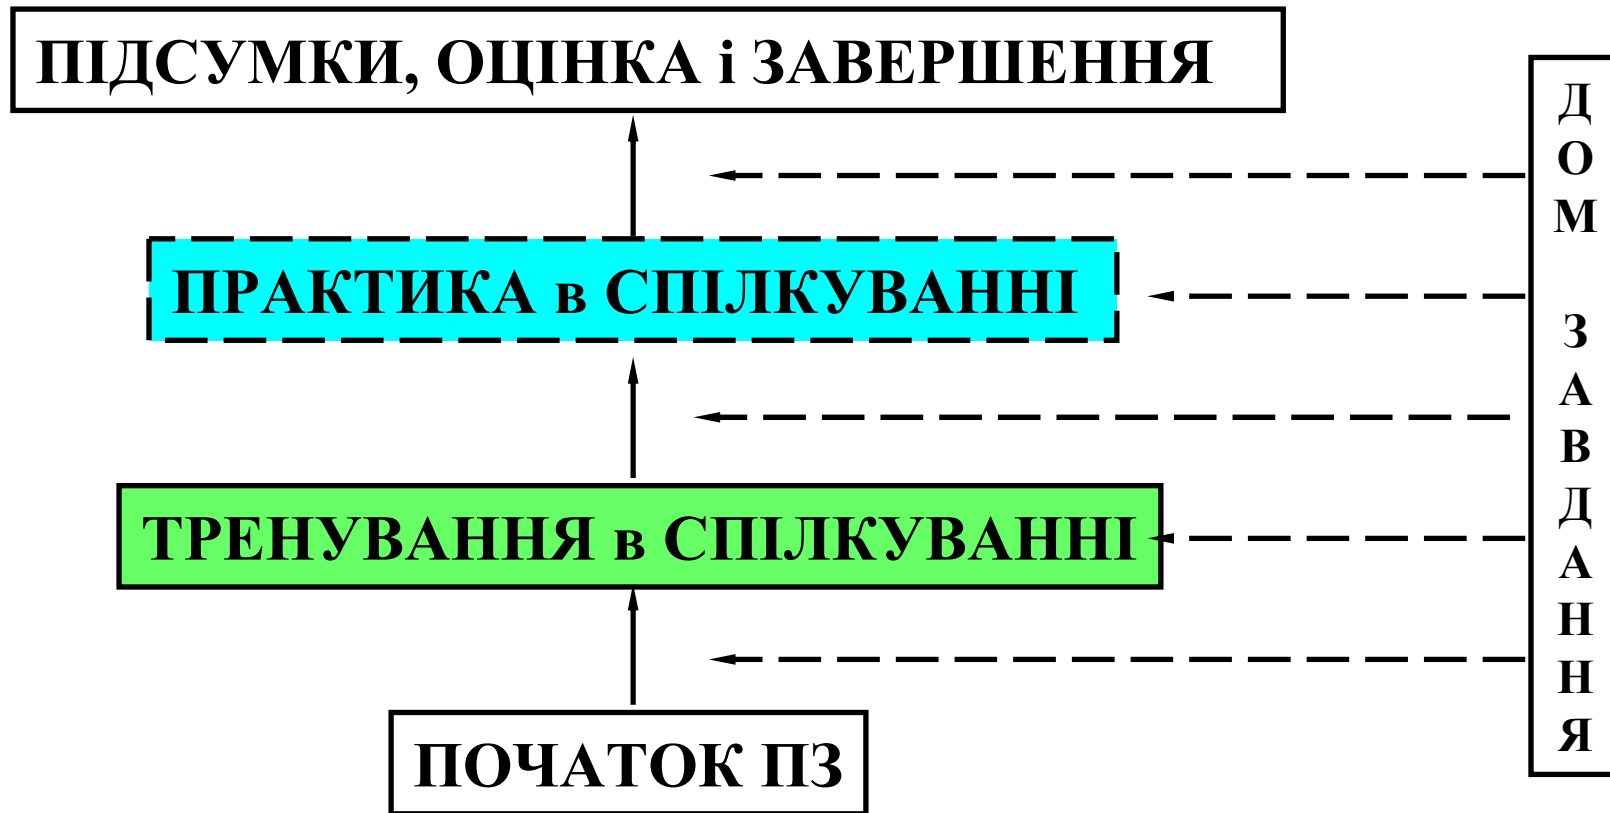 ПІДСУМКИ, ОЦІНКА і ЗАВЕРШЕННЯ
ПРАКТИКА в СПІЛКУВАННІ
ТРЕНУВАННЯ в СПІЛКУВАННІ
ПОЧАТОК ПЗ
ДОМ ЗАВДАННЯ